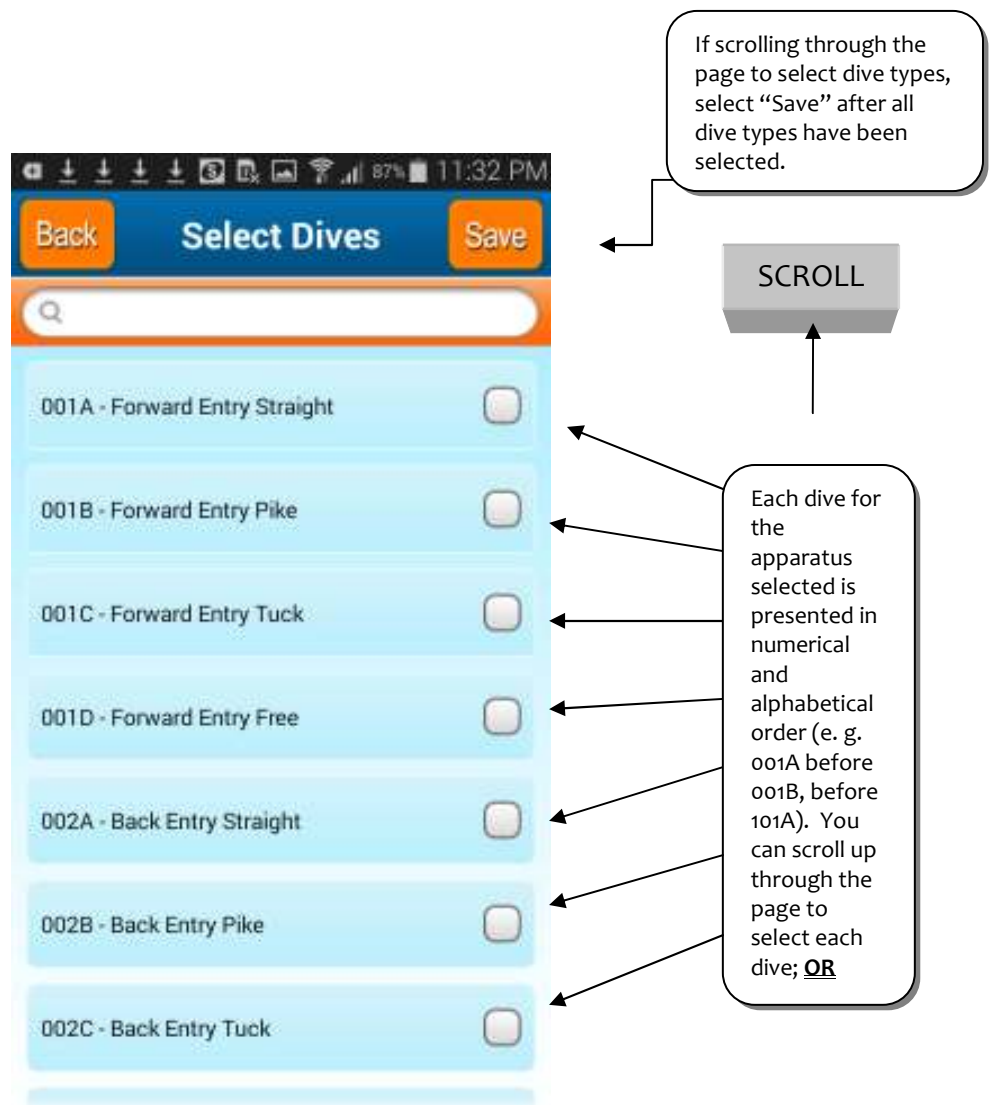 If scrolling through the
page to select dive types,
select “Save” after all
dive types have been
selected.
87% 11:32 PM
Back Select Dives Save
SCROLL
001A - Forward Entry Straight
001B - Forward Entry Pike
001C - Forward Entry Tuck
001D - Forward Entry Free
002A - Back Entry Straight
002B - Back Entry Pike
002C - Back Entry Tuck
Each dive for
the
apparatus
selected is
presented in
numerical
and
alphabetical
order (e. g.
001A before
001B, before
101A). You
can scroll up
through the
page to
select each
dive; OR